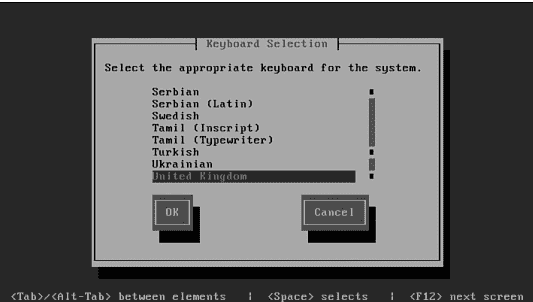 Keyboard Selection
Select the appropriate keyboard for the system.
Serbian
Serbian (Latin)
Swedish
Tamil (Inscript)
Tamil (Typewriter)
Turkish
Ukrainian
United Kingdom
OK Cancel
<Tab>/<Alt-Tab> between elements | <Space> selects | <F12> next screen